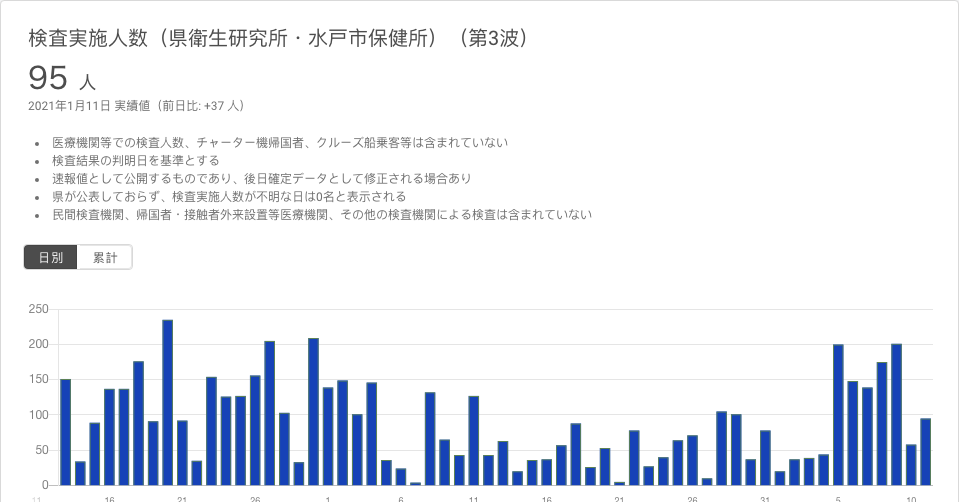 検査実施人数（県衛生研究所・水戸市保健所）（第3波）
95 人
2021年1月11日 実績値（前日比: +37 人）
医療機関等での検査人数、チャーター機帰国者、クルーズ船乗客等は含まれていない
検査結果の判明日を基準とする
速報値として公開するものであり、後日確定データとして修正される場合あり
県が公表しておらず、検査実施人数が不明な日は0名と表示される
民間検査機関、帰国者・接触者外来設置等医療機関、その他の検査機関による検査は含まれていない
日別 累計
250
200
150
100
50
0
11 16 21 26 1 6 11 16 21 26 31 5 10